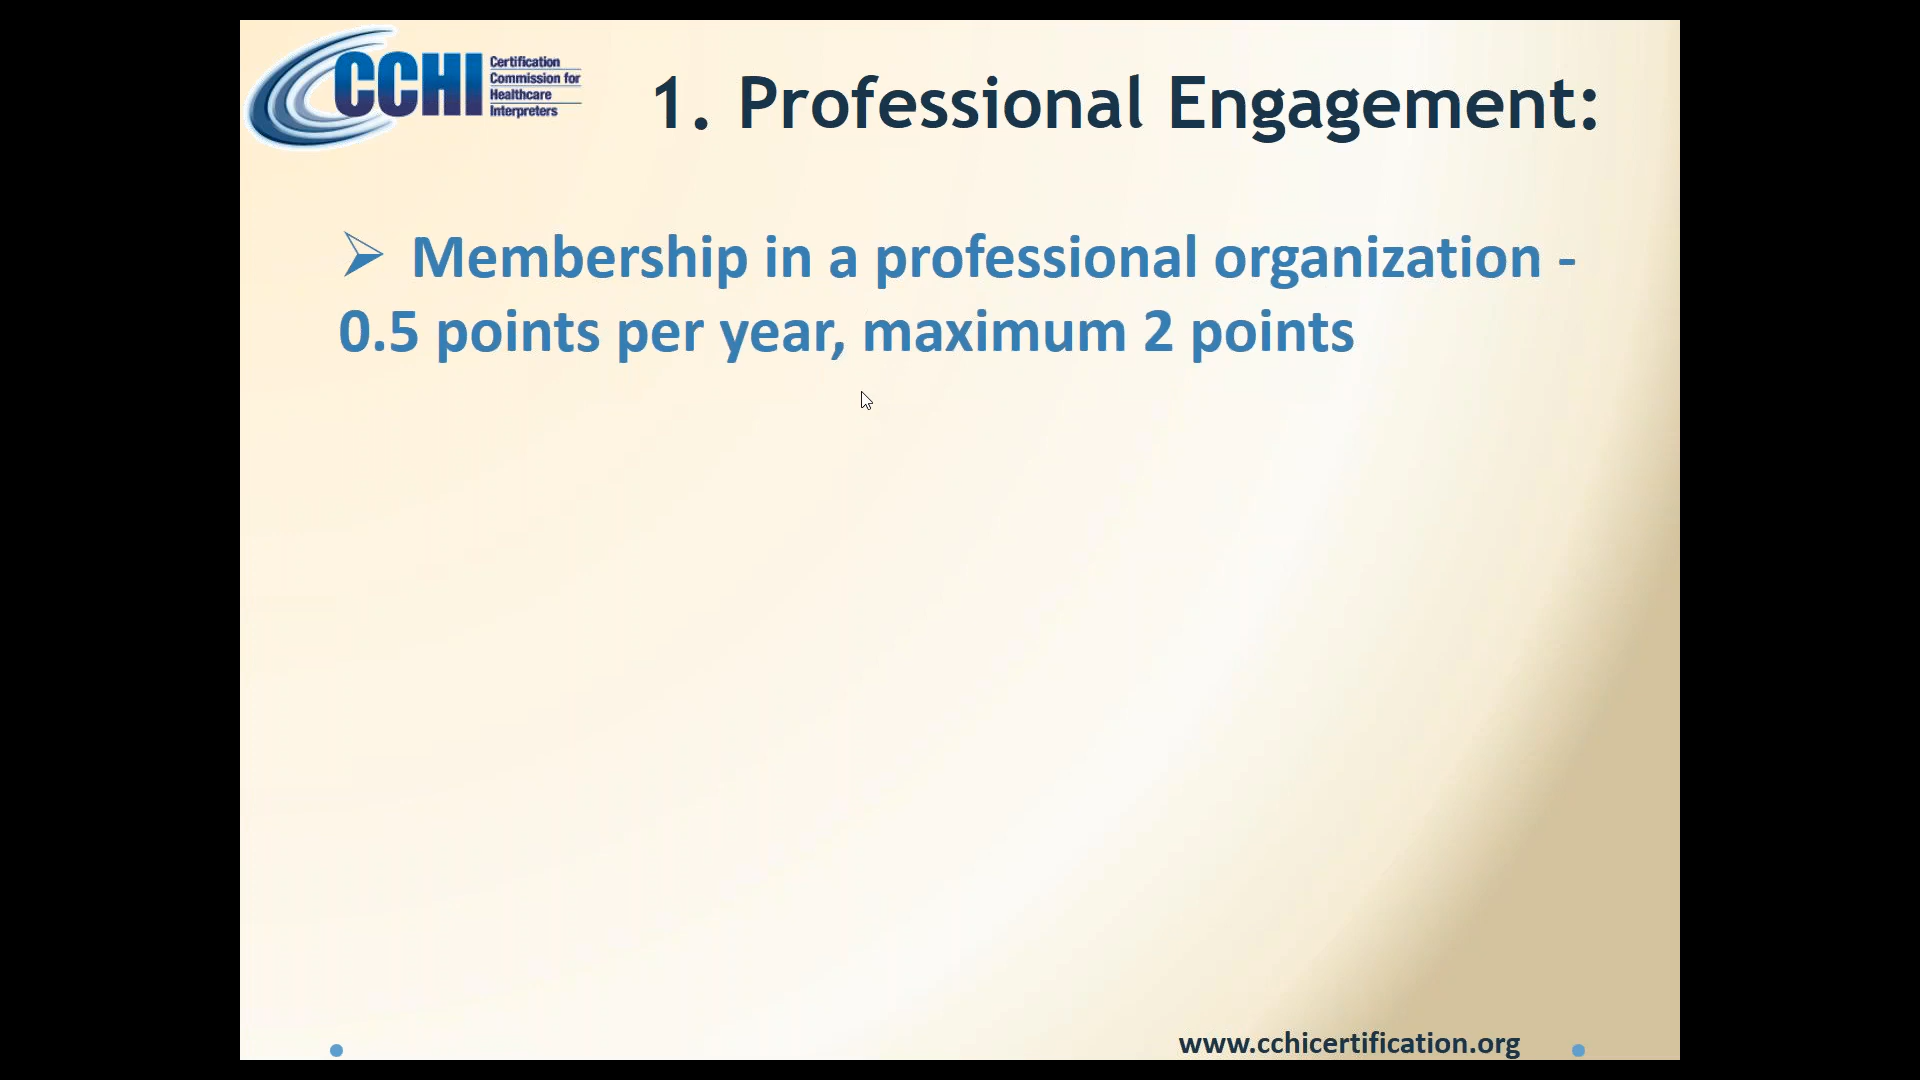 CCHI
Certification
Commission for
Healthcare
Interpreters
1. Professional Engagement:
Membership in a professional organization -
0.5 points per year, maximum 2 points
www.cchicertification.org